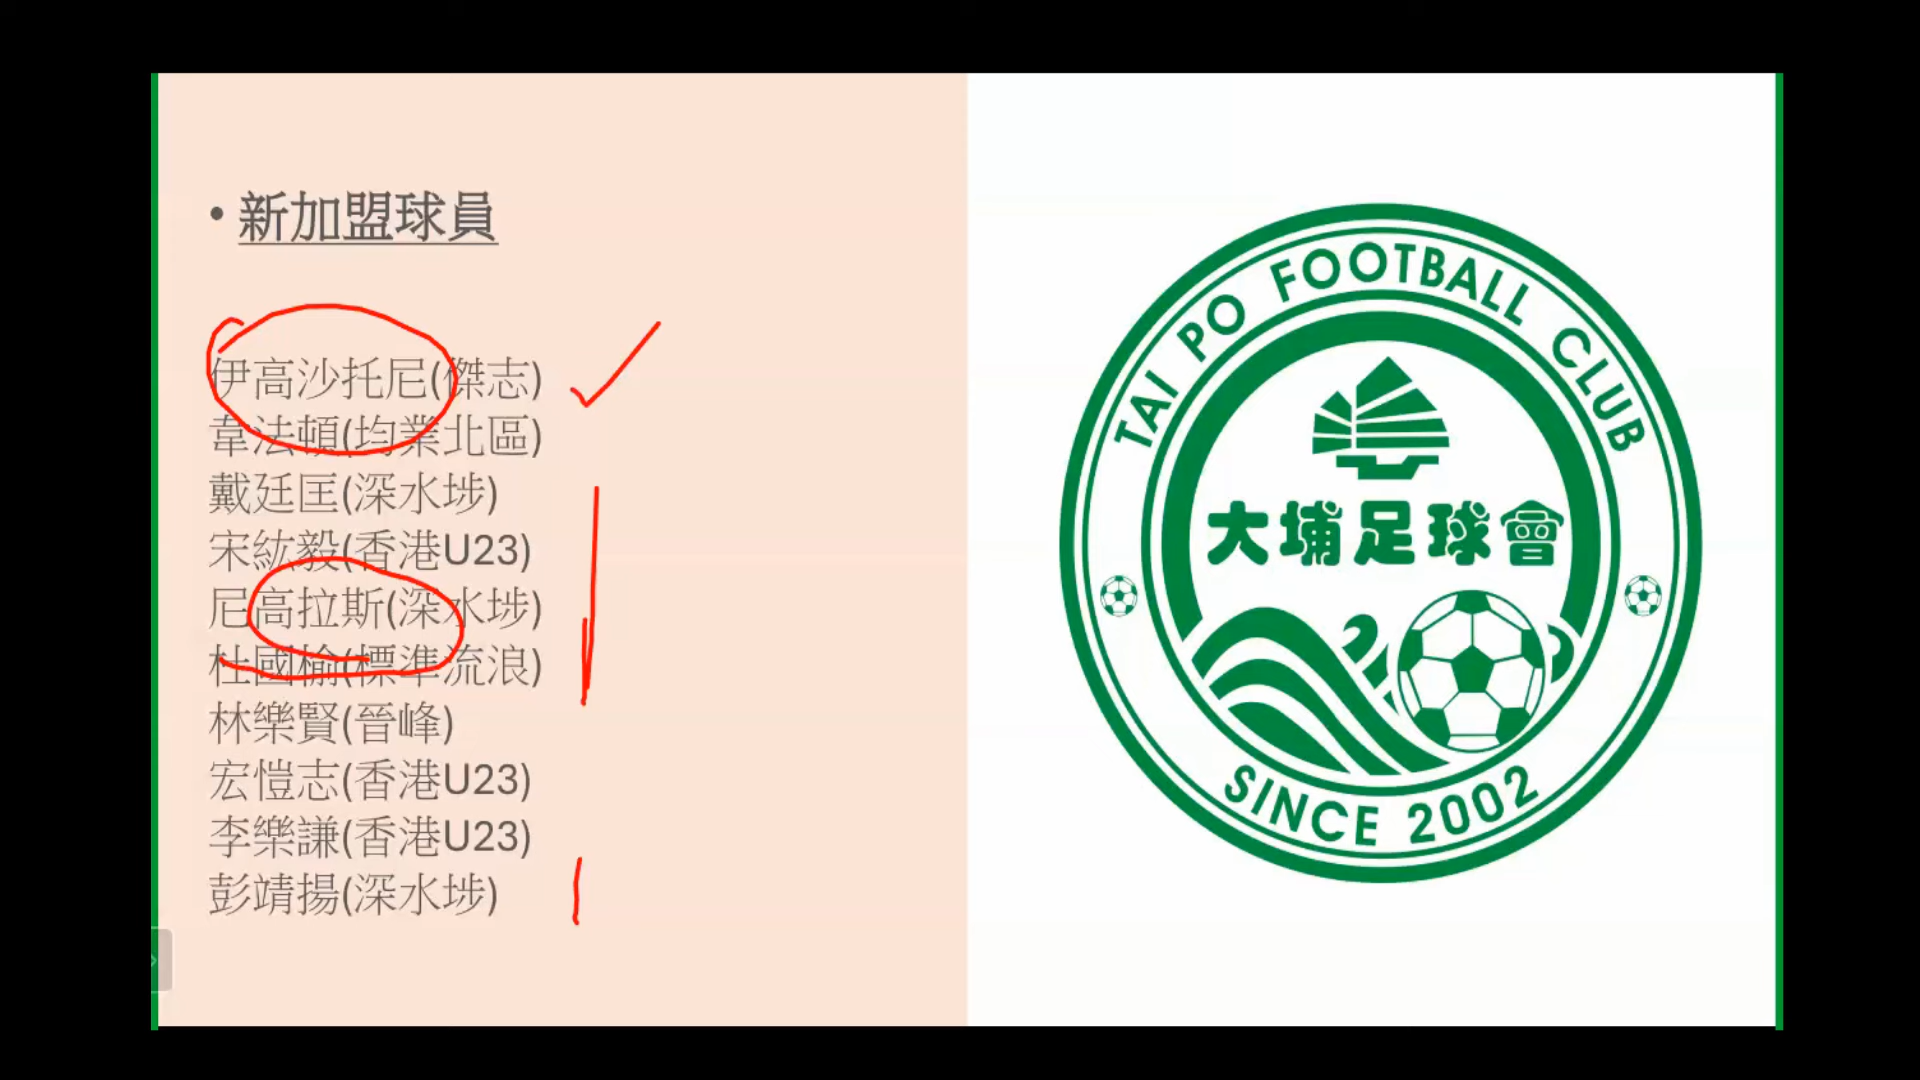 • 新加盟球員
伊高沙托尼(傑志)
韋法頓(均業北區)
戴廷匡(深水埗)
宋紘毅(香港U23)
尼高拉斯(深水埗)
杜國榆(標準流浪)
林樂賢(晉峰)
宏愷志(香港U23)
李樂謙(香港U23)
彭靖揚(深水埗)
TAI PO FOOTBALL CLUB
大埔足球會
SINCE 2002